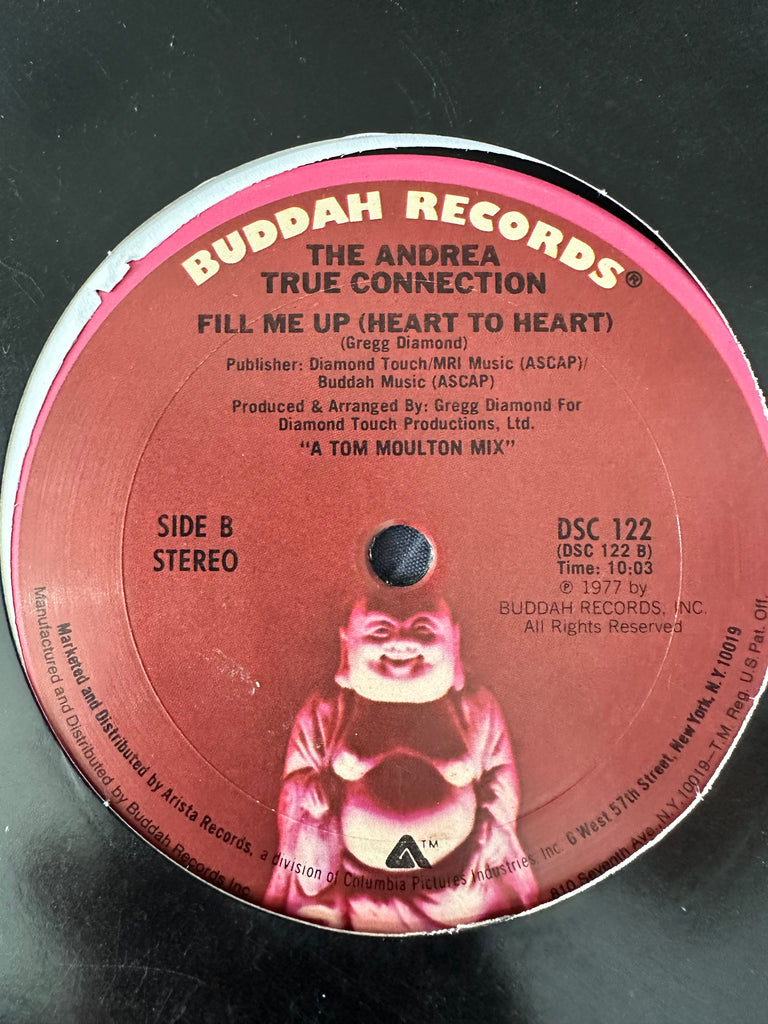 BUDDAH RECORDS®
THE ANDREA
TRUE CONNECTION
FILL ME UP (HEART TO HEART)
(Gregg Diamond)
Publisher: Diamond Touch/MRI Music (ASCAP)/
Buddah Music (ASCAP)
Produced & Arranged By: Gregg Diamond For
Diamond Touch Productions, Ltd.
"A TOM MOULTON MIX"
SIDE B
STEREO
DSC 122
(DSC 122 B)
Time: 10:03
℗ 1977 by
BUDDAH RECORDS, INC.
All Rights Reserved
TM
Marketed and Distributed by Arista Records, a division of Columbia Pictures Industries, Inc. 6 West 57th Street, New York, N.Y. 10019
Manufactured and Distributed by Buddah Records Inc. 810 Seventh Ave. N.Y. 10019—T.M. Reg. U.S. Pat. Off.